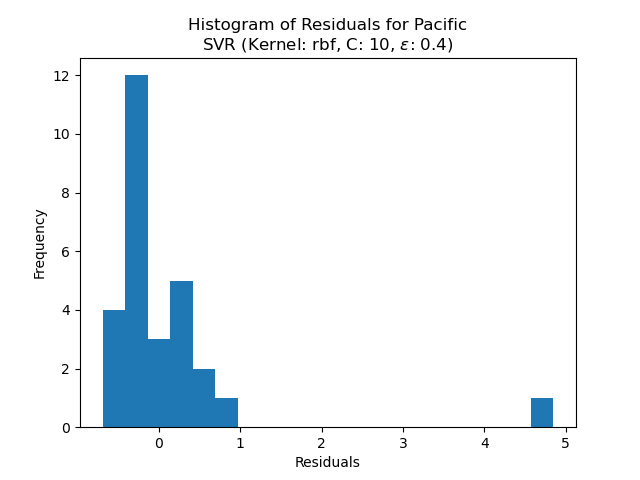 Histogram of Residuals for Pacific
SVR (Kernel: rbf, C: 10, ε: 0.4)
12
10
8
6
4
2
0
Frequency
0 1 2 3 4 5
Residuals